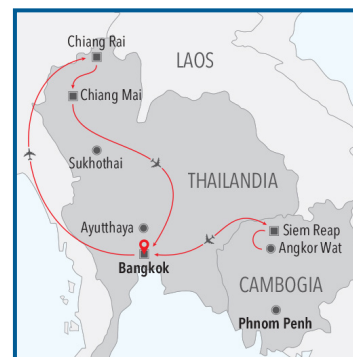 Chiang Rai
LAOS
Chiang Mai
Sukhothai
THAILANDIA
Ayutthaya
Siem Reap
Angkor Wat
Bangkok
CAMBOGIA
Phnom Penh